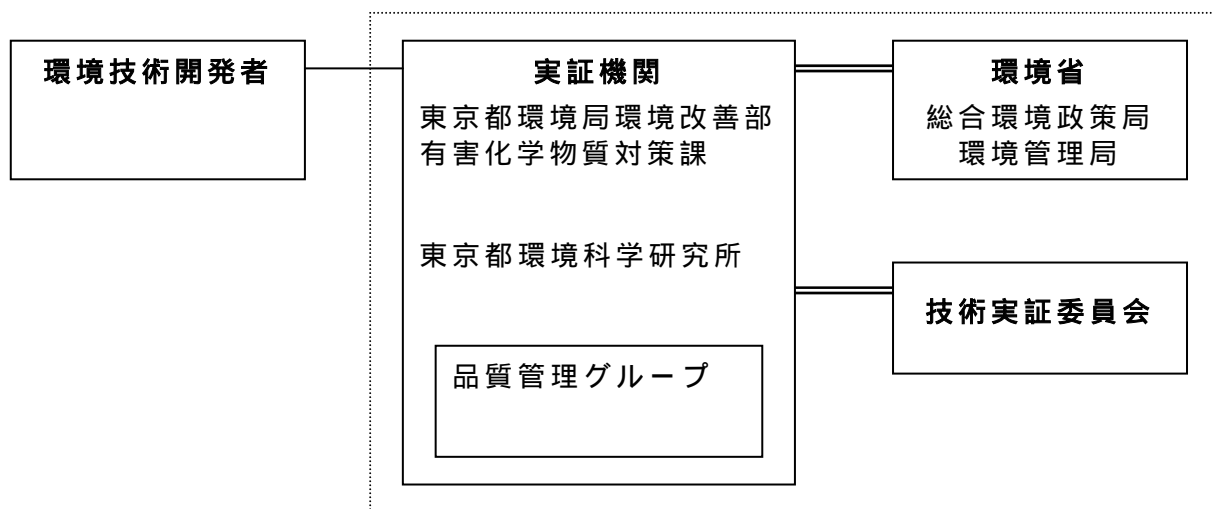 環境技術開発者
実証機関
東京都環境局環境改善部
有害化学物質対策課
東京都環境科学研究所
品質管理グループ
環境省
総合環境政策局
環境管理局
技術実証委員会